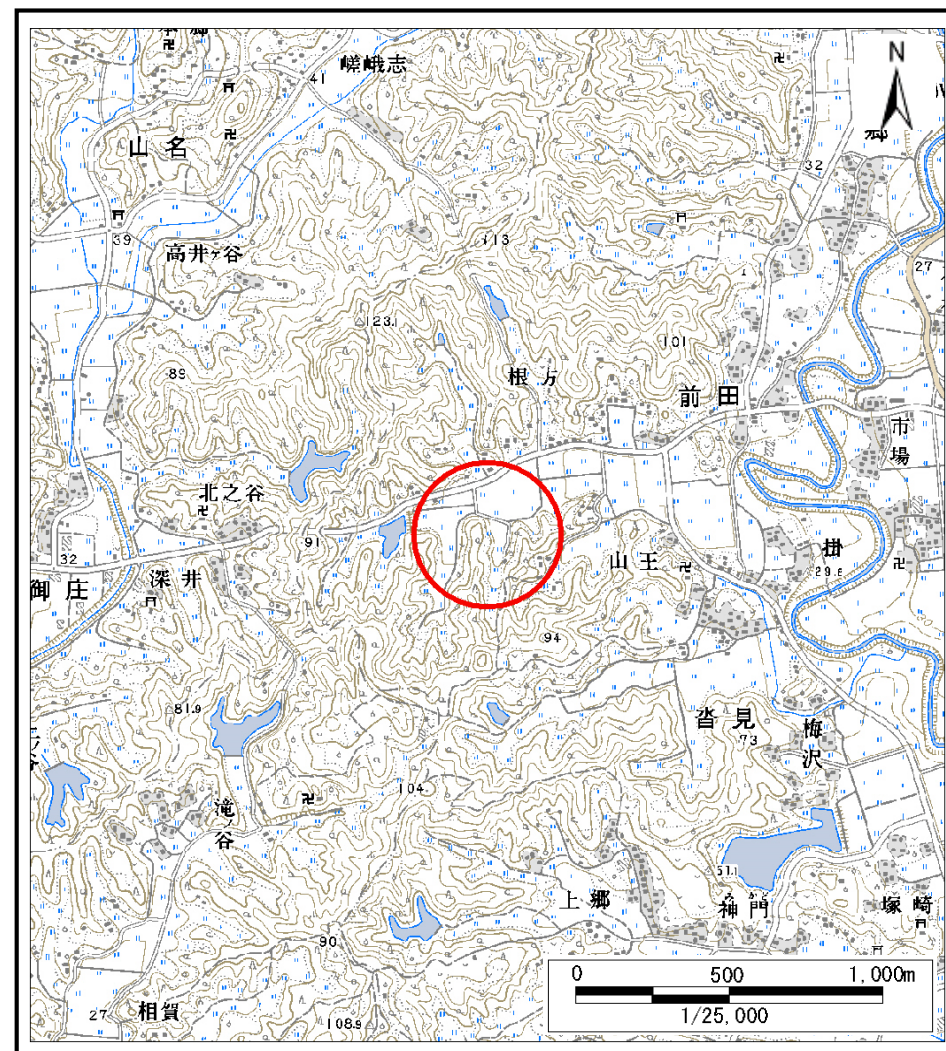 嵯峨志
41
N
山名
郷
32
39
高井ヶ谷
113
27
123.1
101
89
根方
前田
市場
北之谷
91
山王
掛
29.6
32
御庄
深井
94
81.9
沓見
73
梅沢
104
滝ノ谷
51.1
上郷
神門
塚崎
90
27
相賀
108.9
0 500 1,000m
1/25,000